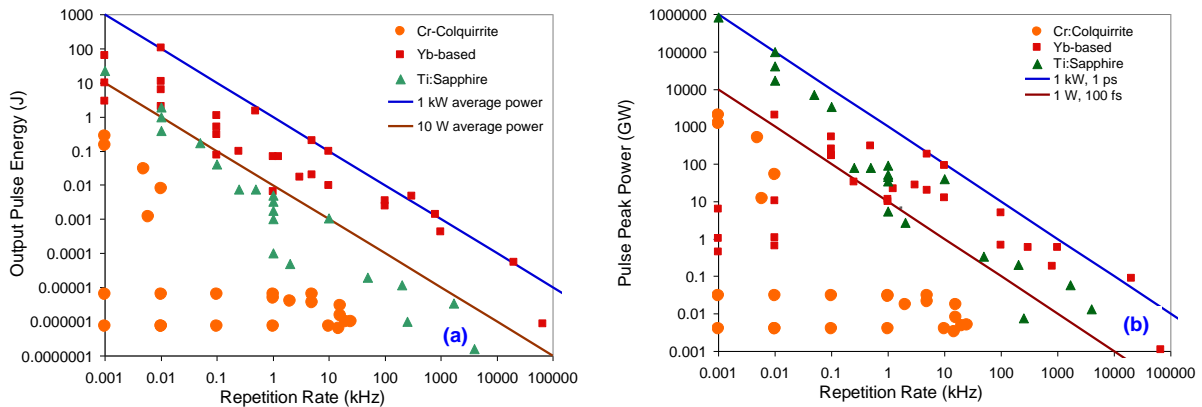 1000
100
10
1
0.1
0.01
0.001
0.0001
0.00001
0.000001
0.0000001
Output Pulse Energy (J)
Cr-Colquirrite
Yb-based
Ti:Sapphire
1 kW average power
10 W average power
(a)
0.001 0.01 0.1 1 10 100 1000 10000 100000
Repetition Rate (kHz)
1000000
100000
10000
1000
100
10
1
0.1
0.01
0.001
Pulse Peak Power (GW)
Cr:Colquirrite
Yb-based
Ti:Sapphire
1 kW, 1 ps
1 W, 100 fs
(b)
0.001 0.01 0.1 1 10 100 1000 10000 100000
Repetition Rate (kHz)